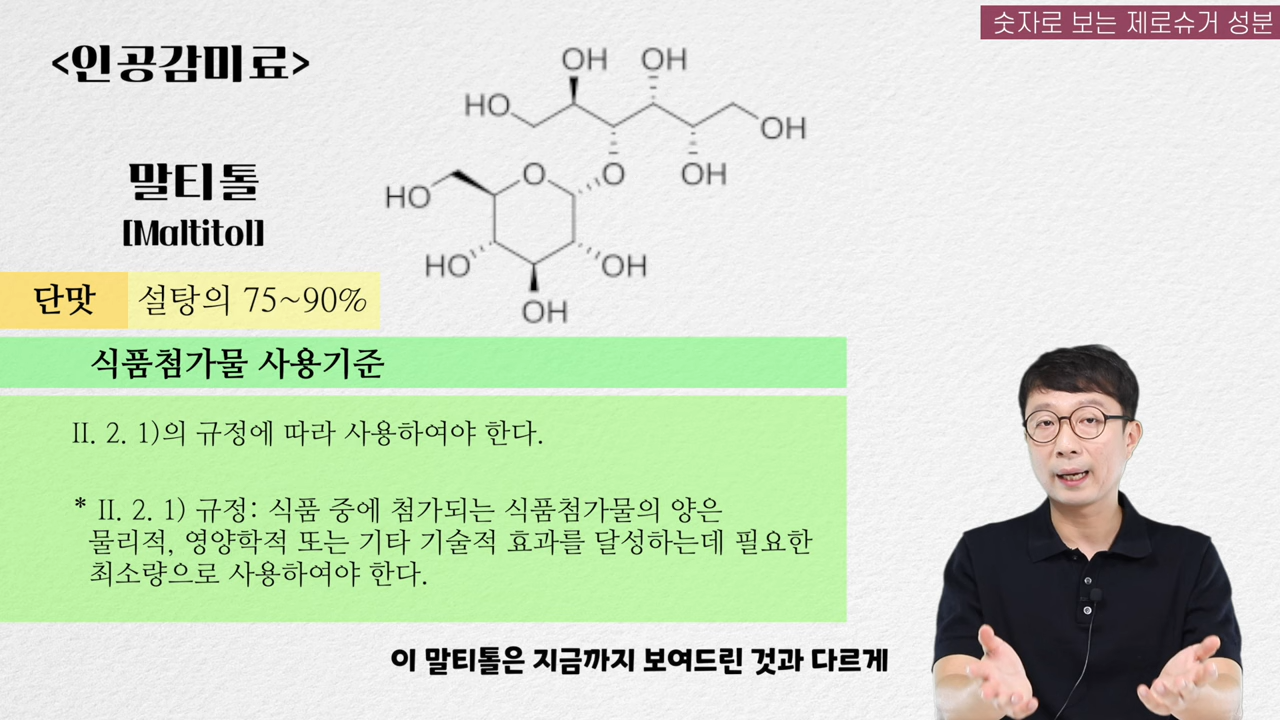 숫자로 보는 제로슈거 성분
<인공감미료>
말티톨
[Maltitol]
단맛
설탕의 75~90%
OH
OH
HO
OH
O
O
OH
HO
HO
OH
OH
식품첨가물 사용기준
II. 2. 1)의 규정에 따라 사용하여야 한다.
* II. 2. 1) 규정: 식품 중에 첨가되는 식품첨가물의 양은
물리적, 영양학적 또는 기타 기술적 효과를 달성하는데 필요한
최소량으로 사용하여야 한다.
이 말티톨은 지금까지 보여드린 것과 다르게